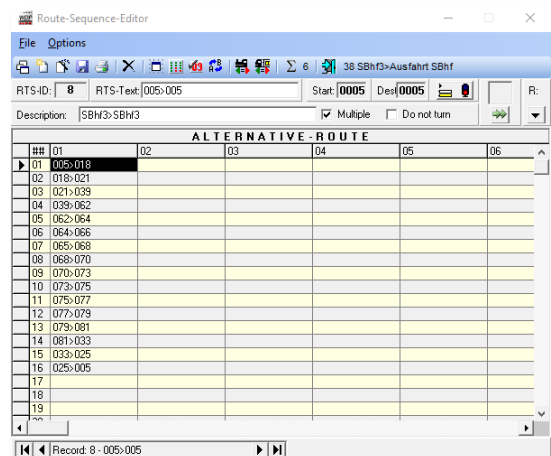 Route-Sequence-Editor
File Options
Σ 6 38 SBhf3>Ausfahrt SBhf
RTS-ID: 8 RTS-Text: 005>005 Start: 0005 Dest 0005 R:
Description: SBhf3>SBhf3 Multiple Do not turn
ALTERNATIVE-ROUTE
## 01 02 03 04 05 06
01 005>018
02 018>021
03 021>039
04 039>062
05 062>064
06 064>066
07 065>068
08 068>070
09 070>073
10 073>075
11 075>077
12 077>079
13 079>081
14 081>033
15 033>025
16 025>005
17
18
19
Record: 8 - 005>005